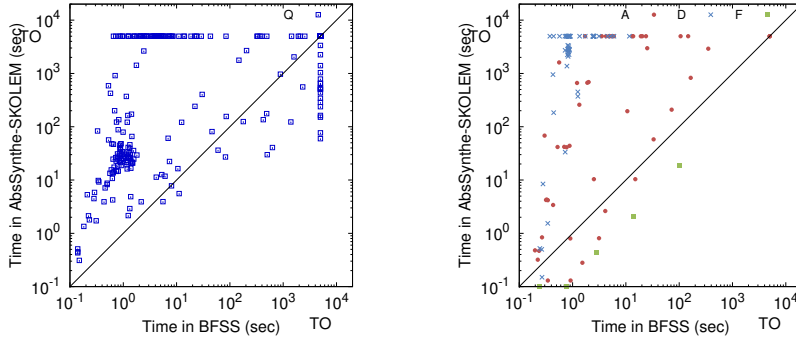 10^4
TO
10^3
10^2
10^1
10^0
10^-1
Time in AbsSynthe-SKOLEM (sec)
Q
10^-1 10^0 10^1 10^2 10^3 10^4
Time in BFSS (sec)
TO
10^4
TO
10^3
10^2
10^1
10^0
10^-1
Time in AbsSynthe-SKOLEM (sec)
A D F
10^-1 10^0 10^1 10^2 10^3 10^4
Time in BFSS (sec)
TO